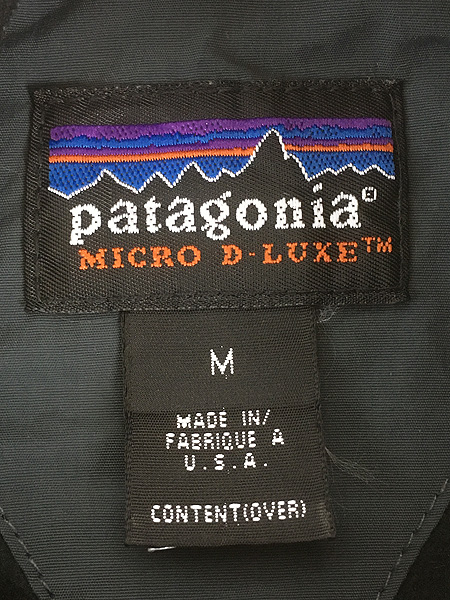 patagonia®
MICRO D-LUXE™
M
MADE IN/
FABRIQUE A
U.S.A.
CONTENT(OVER)